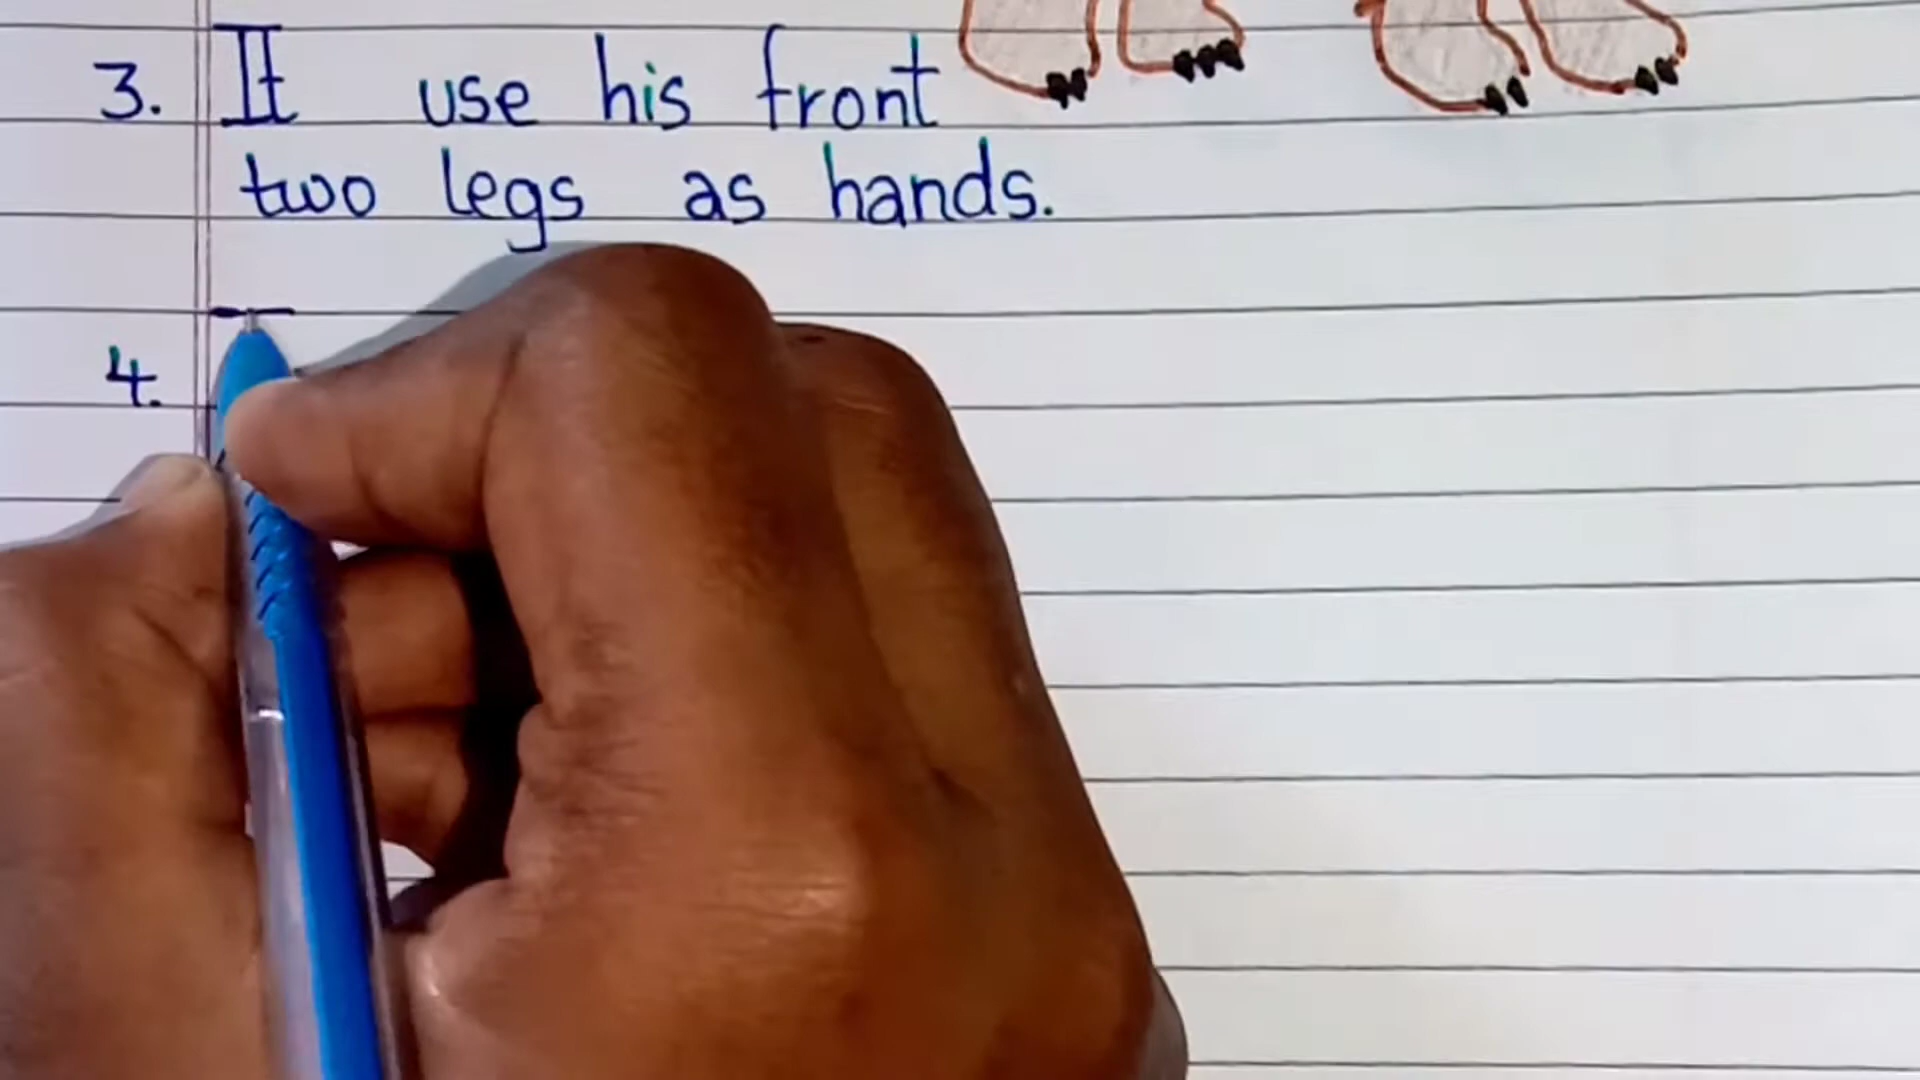 3. It use his front
two legs as hands.
4.